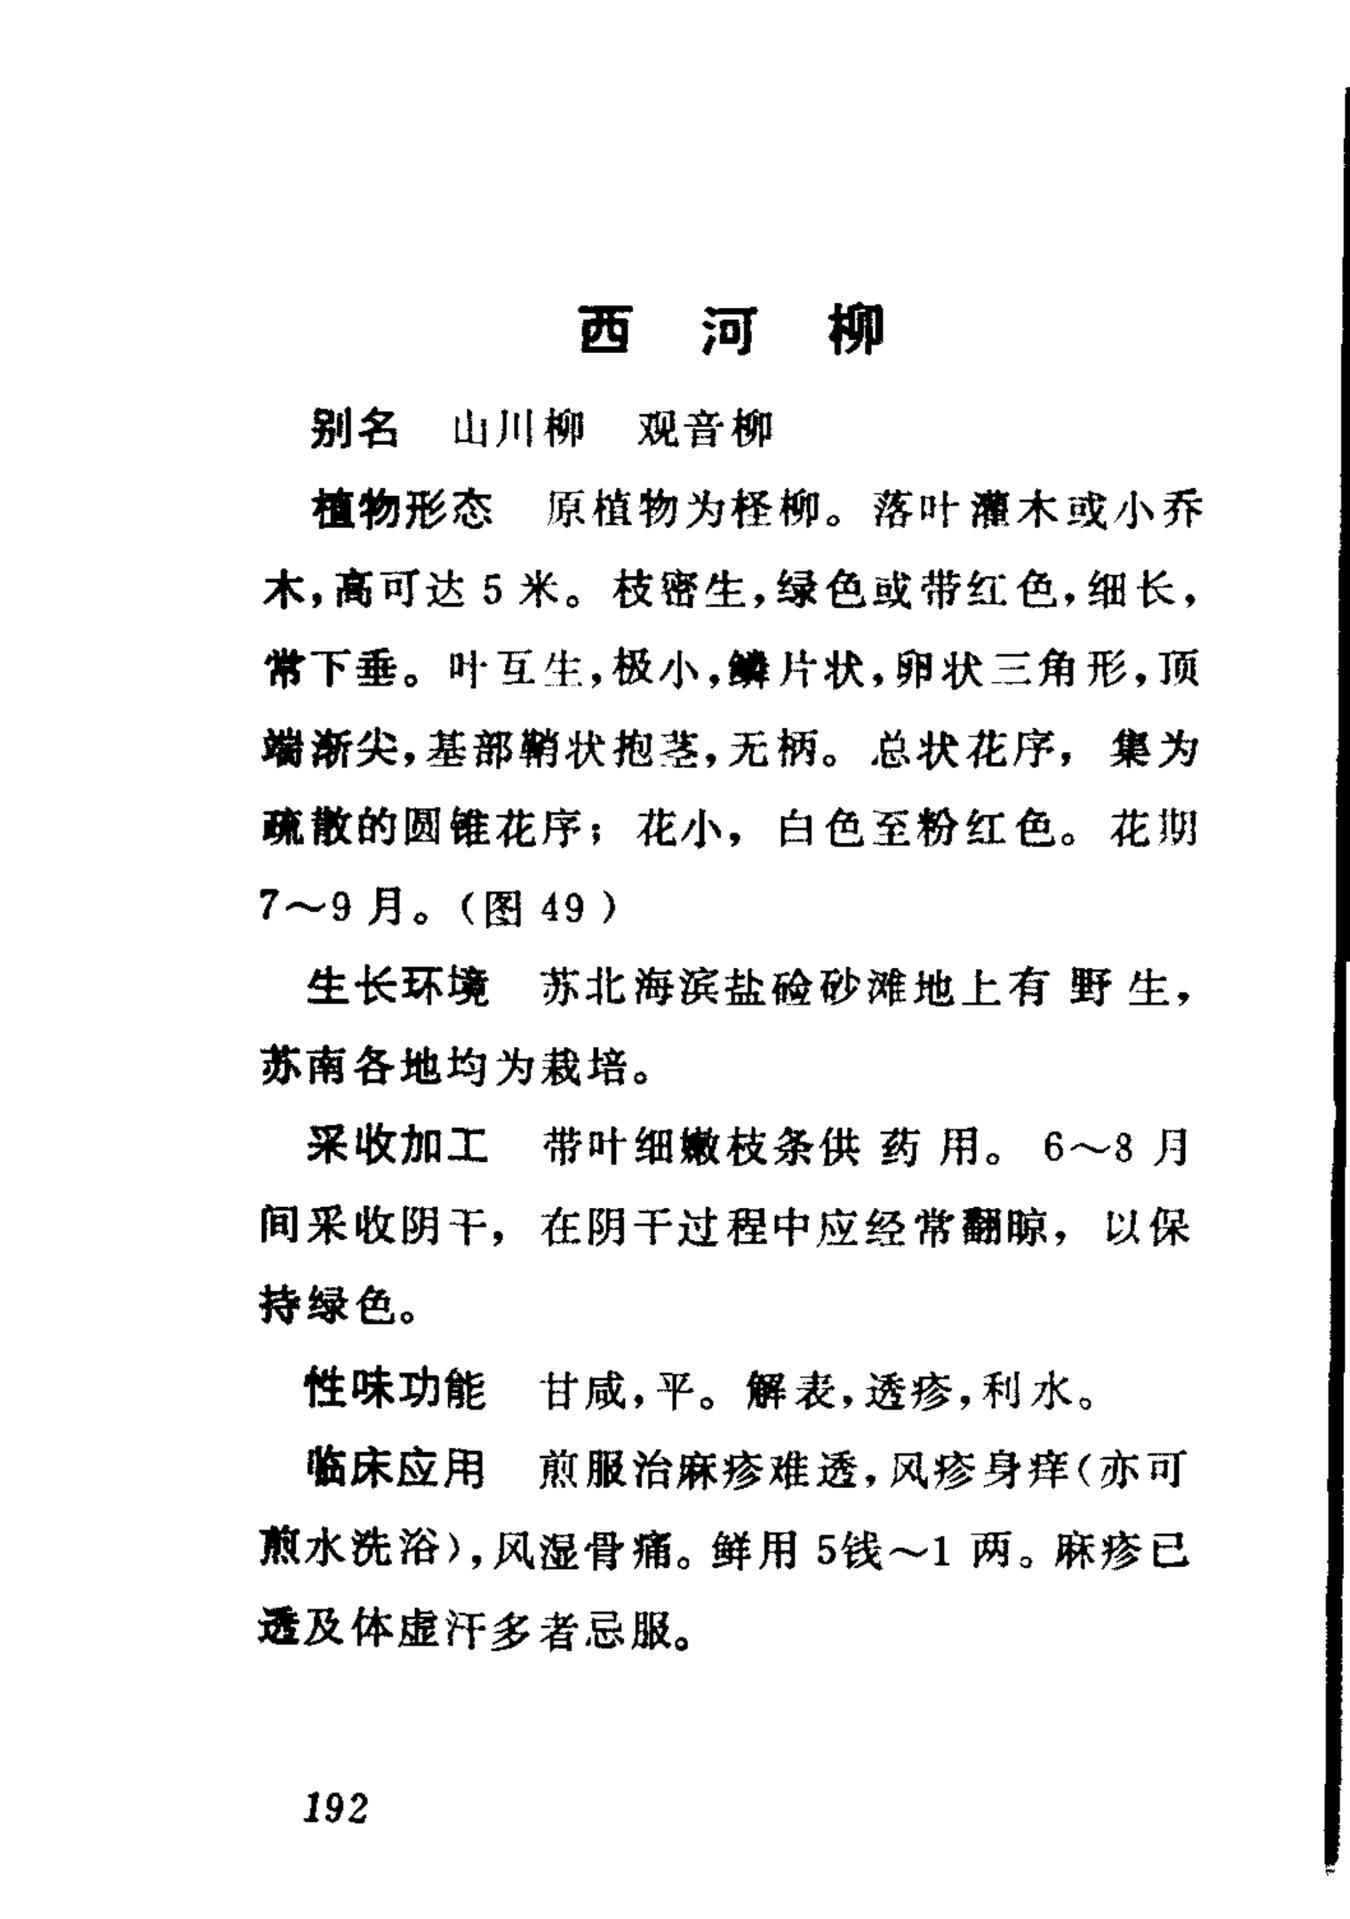 西河柳
别名 山川柳 观音柳
植物形态 原植物为柽柳。落叶灌木或小乔
木，高可达5米。枝密生，绿色或带红色，细长，
常下垂。叶互生，极小，鳞片状，卵状三角形，顶
端渐尖，基部鞘状抱茎，无柄。总状花序，集为
疏散的圆锥花序；花小，白色至粉红色。花期
7～9月。（图49）
生长环境 苏北海滨盐硷砂滩地上有野生，
苏南各地均为栽培。
采收加工 带叶细嫩枝条供药用。6～8月
间采收阴干，在阴干过程中应经常翻晾，以保
持绿色。
性味功能 甘咸，平。解表，透疹，利水。
临床应用 煎服治麻疹难透，风疹身痒（亦可
煎水洗浴），风湿骨痛。鲜用5钱～1两。麻疹已
透及体虚汗多者忌服。
192